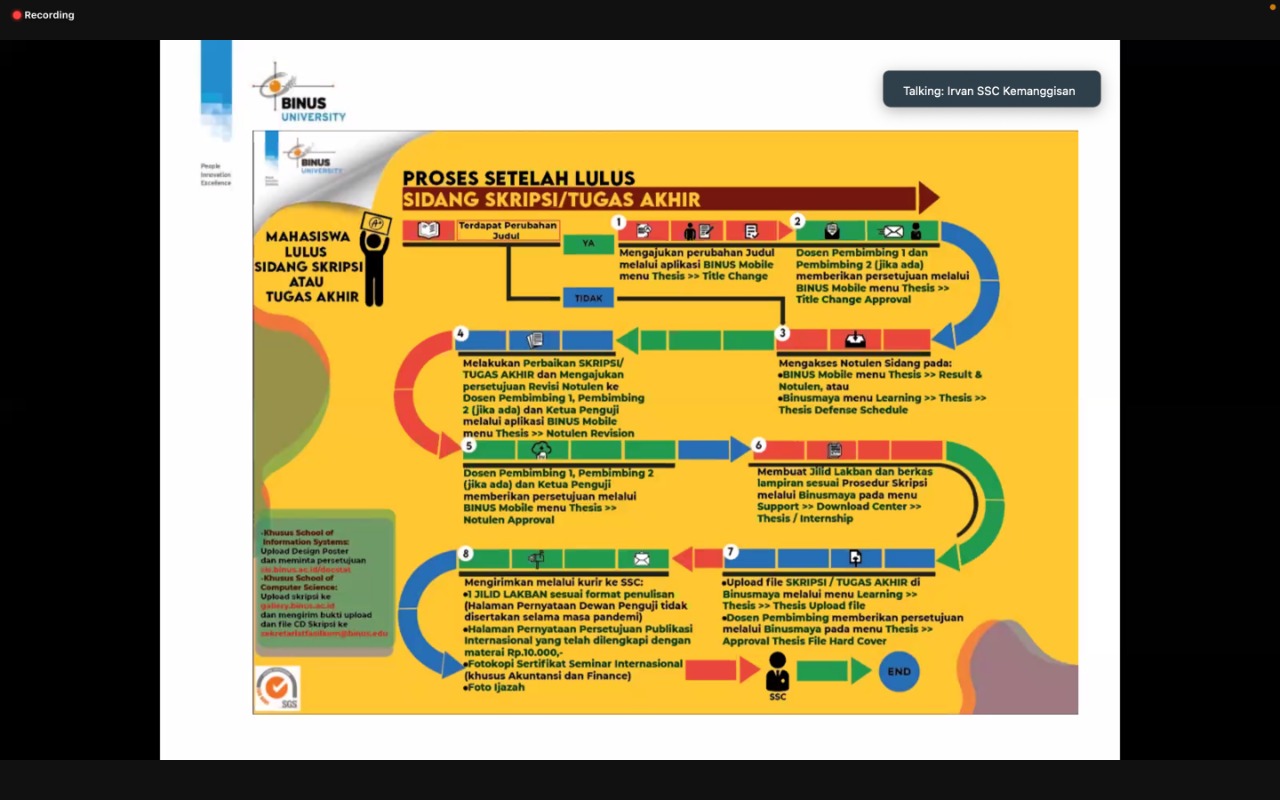 Recording
Talking: Irvan SSC Kemanggisan
BINUS
UNIVERSITY
People
Innovation
Excellence
BINUS
UNIVERSITY
PROSES SETELAH LULUS
SIDANG SKRIPSI/TUGAS AKHIR
MAHASISWA
LULUS
SIDANG SKRIPSI
ATAU
TUGAS AKHIR
A+
Terdapat Perubahan
Judul
YA
TIDAK
1
Mengajukan perubahan Judul
melalui aplikasi BINUS Mobile
menu Thesis >> Title Change
2
Dosen Pembimbing 1 dan
Pembimbing 2 (jika ada)
memberikan persetujuan melalui
BINUS Mobile menu Thesis >>
Title Change Approval
3
Mengakses Notulen Sidang pada:
•BINUS Mobile menu Thesis >> Result &
Notulen, atau
•Binusmaya menu Learning >> Thesis >>
Thesis Defense Schedule
4
Melakukan Perbaikan SKRIPSI/
TUGAS AKHIR dan Mengajukan
persetujuan Revisi Notulen ke
Dosen Pembimbing 1, Pembimbing
2 (jika ada) dan Ketua Penguji
melalui aplikasi BINUS Mobile
menu Thesis >> Notulen Revision
5
Dosen Pembimbing 1, Pembimbing 2
(jika ada) dan Ketua Penguji
memberikan persetujuan melalui
BINUS Mobile menu Thesis >>
Notulen Approval
6
Membuat Jilid Lakban dan berkas
lampiran sesuai Prosedur Skripsi
melalui Binusmaya pada menu
Support >> Download Center >>
Thesis / Internship
7
•Upload file SKRIPSI / TUGAS AKHIR di
Binusmaya melalui menu Learning >>
Thesis >> Thesis Upload file
•Dosen Pembimbing memberikan persetujuan
melalui Binusmaya pada menu Thesis >>
Approval Thesis File Hard Cover
8
Mengirimkan melalui kurir ke SSC:
•1 JILID LAKBAN sesuai format penulisan
(Halaman Pernyataan Dewan Penguji tidak
disertakan selama masa pandemi)
•Halaman Pernyataan Persetujuan Publikasi
Internasional yang telah dilengkapi dengan
materai Rp.10.000,-
•Fotokopi Sertifikat Seminar Internasional
(khusus Akuntansi dan Finance)
•Foto Ijazah
SSC
END
-Khusus School of
Information Systems:
Upload Design Poster
dan meminta persetujuan
-Khusus School of
Computer Science:
Upload skripsi ke
galaxy.binus.ac.id
dan mengirim bukti upload
dan file CD Skripsi ke
SGS